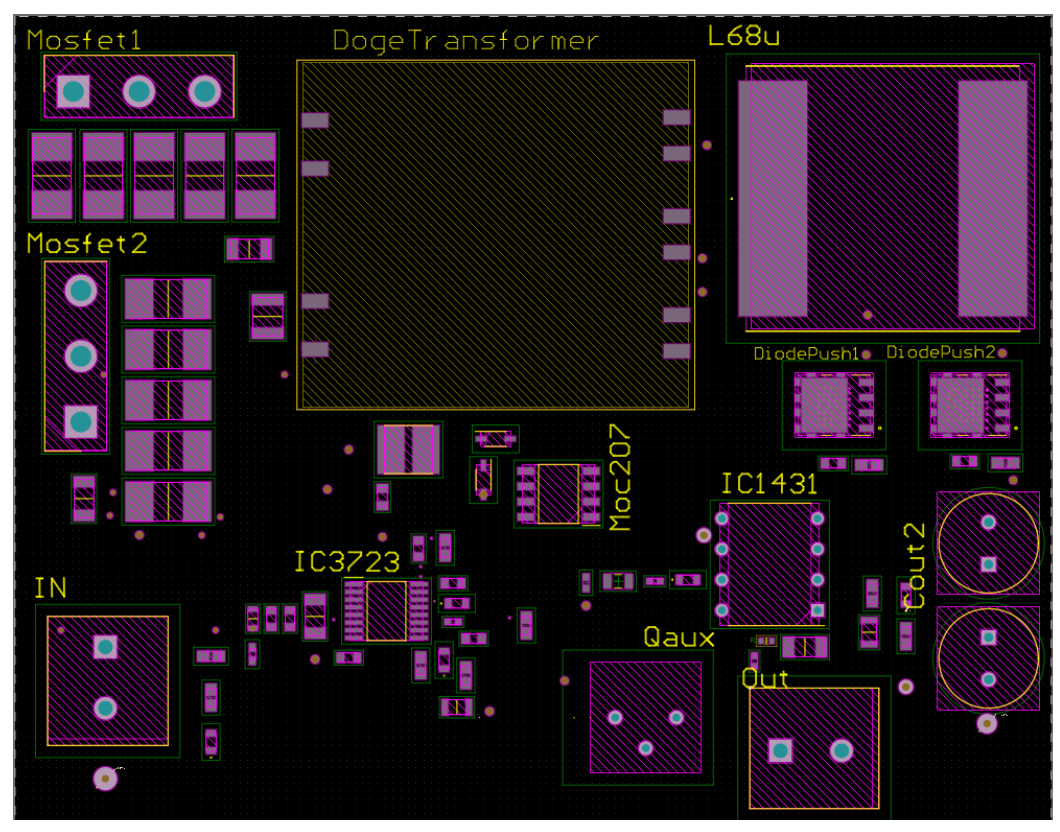 Mosfet1
DogeTransformer
L68u
Mosfet2
DiodePush1
DiodePush2
Moc207
IC1431
IC3723
Cout2
IN
Qaux
Out